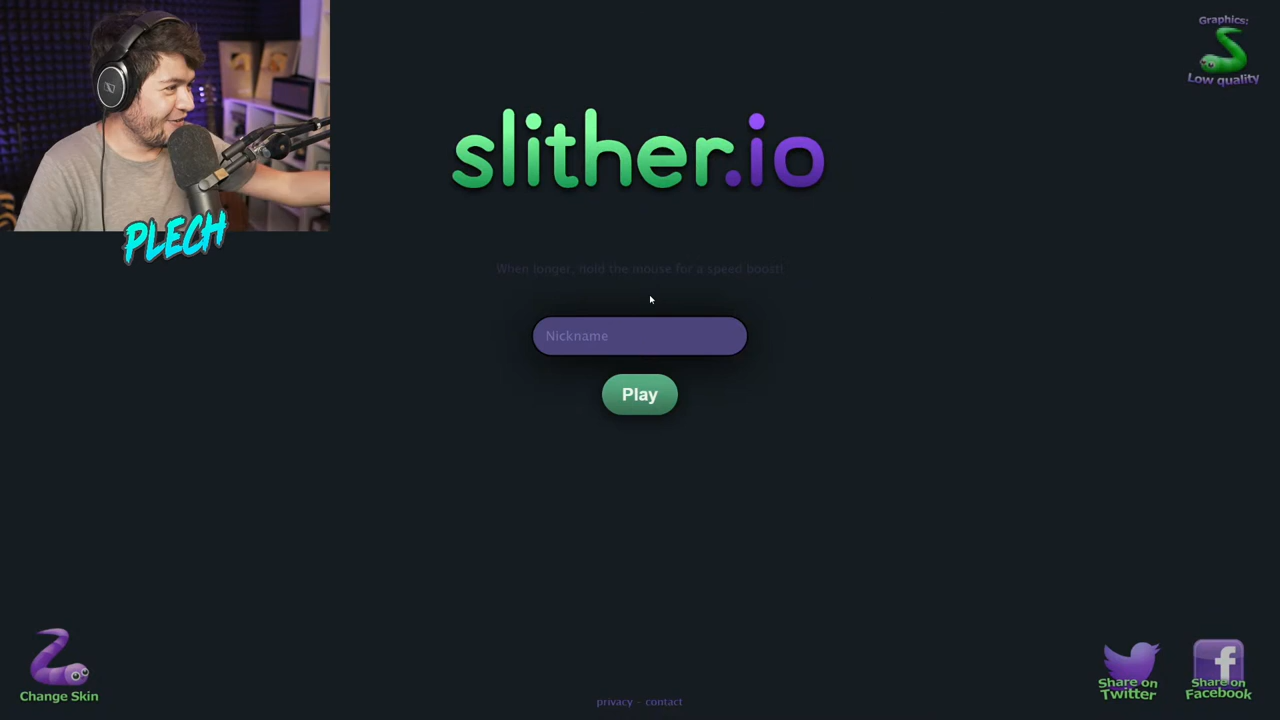 Graphics:
Low quality
slither.io
PLECH
When longer, hold the mouse for a speed boost!
Nickname
Play
Change Skin
Share on
Twitter
Share on
Facebook
privacy - contact